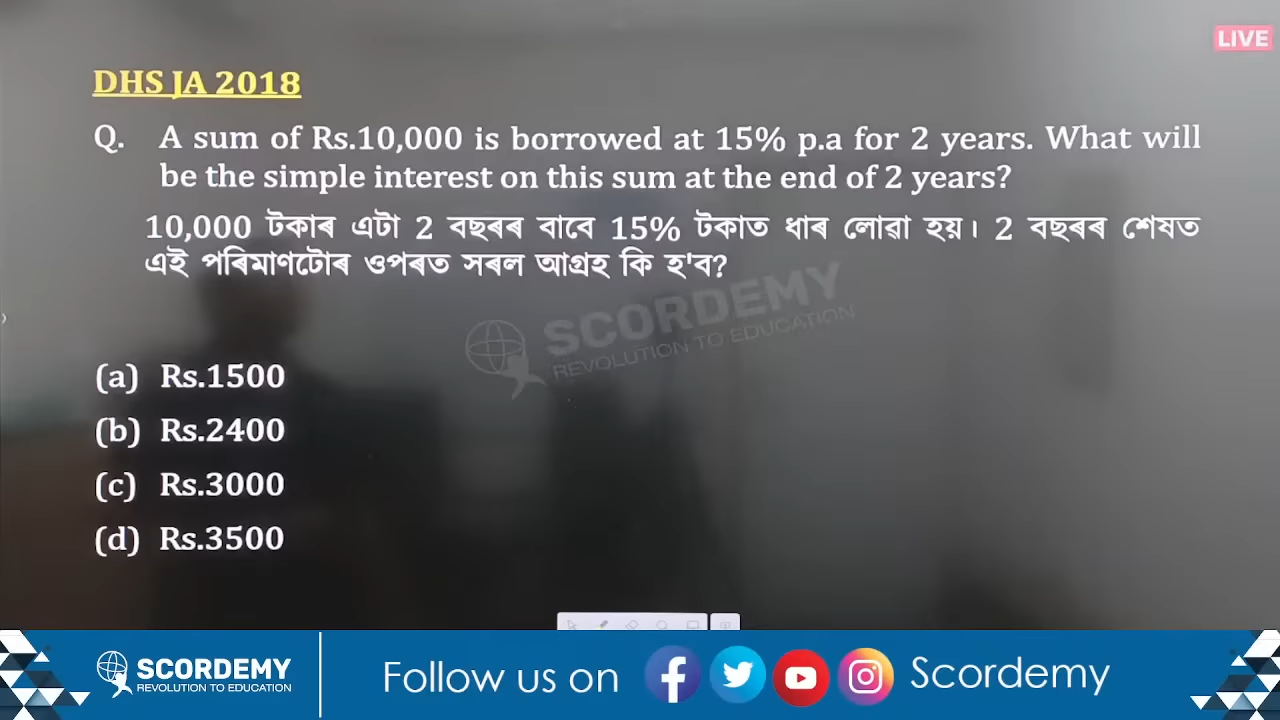 LIVE
DHS JA 2018
Q. A sum of Rs.10,000 is borrowed at 15% p.a for 2 years. What will
be the simple interest on this sum at the end of 2 years?
10,000 টকাৰ এটা 2 বছৰৰ বাবে 15% টকাত ধাৰ লোৱা হয়। 2 বছৰৰ শেষত
এই পৰিমাণটোৰ ওপৰত সৰল আগ্ৰহ কি হ'ব?
SCORDEMY
REVOLUTION TO EDUCATION
(a) Rs.1500
(b) Rs.2400
(c) Rs.3000
(d) Rs.3500
SCORDEMY
REVOLUTION TO EDUCATION
Follow us on
Scordemy